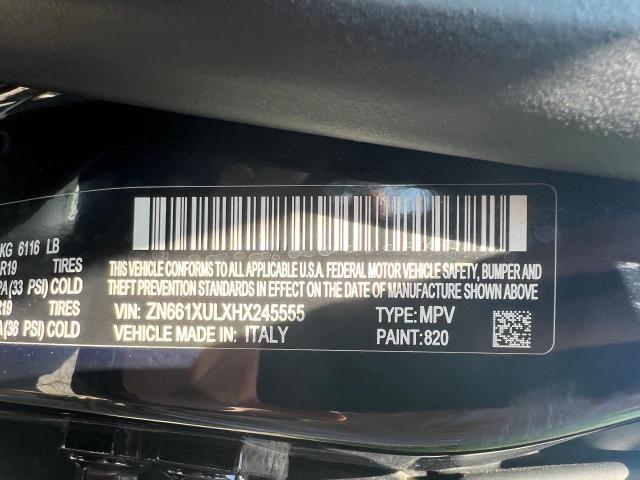 KG 6116 LB
R19 TIRES
PA(33 PSI) COLD
R19 TIRES
A(36 PSI) COLD
THIS VEHICLE CONFORMS TO ALL APPLICABLE U.S.A. FEDERAL MOTOR VEHICLE SAFETY, BUMPER, AND
THEFT PREVENTION STANDARDS IN EFFECT ON THE DATE OF MANUFACTURE SHOWN ABOVE
VIN: ZN661XULXHX245555 TYPE: MPV
VEHICLE MADE IN: ITALY PAINT: 820